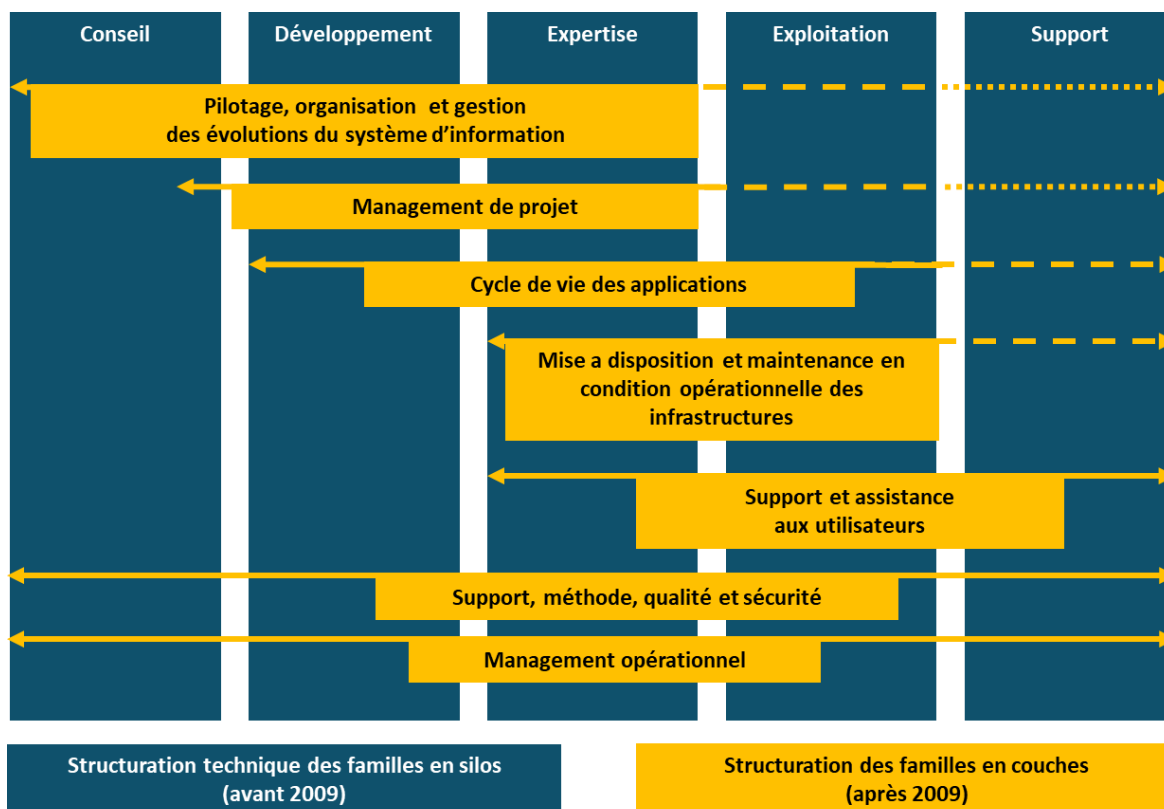 Conseil
Développement
Expertise
Exploitation
Support
Pilotage, organisation et gestion
des évolutions du système d'information
Management de projet
Cycle de vie des applications
Mise a disposition et maintenance en
condition opérationnelle des
infrastructures
Support et assistance
aux utilisateurs
Support, méthode, qualité et sécurité
Management opérationnel
Structuration technique des familles en silos
(avant 2009)
Structuration des familles en couches
(après 2009)